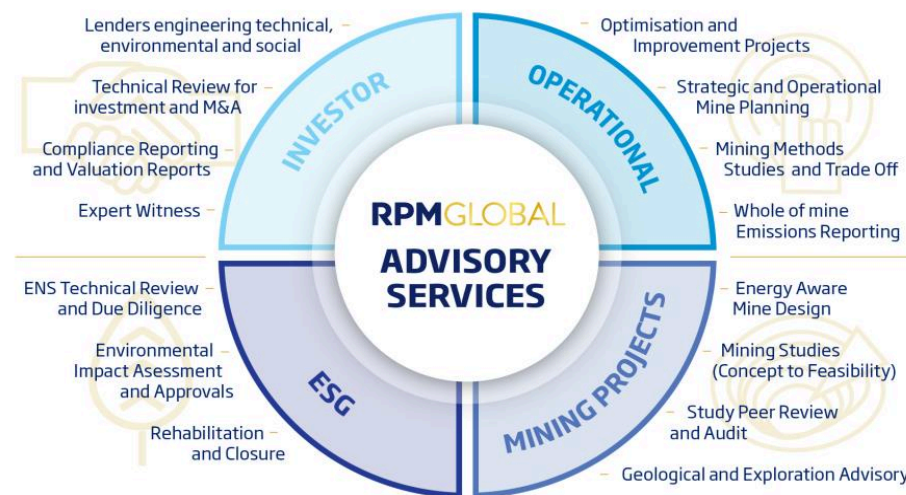 Lenders engineering technical,
environmental and social
Technical Review for
investment and M&A
Compliance Reporting
and Valuation Reports
Expert Witness
INVESTOR
OPERATIONAL
Optimisation and
Improvement Projects
Strategic and Operational
Mine Planning
Mining Methods
Studies and Trade Off
Whole of mine
Emissions Reporting
RPMGLOBAL
ADVISORY
SERVICES
ENS Technical Review
and Due Diligence
Environmental
Impact Asessment
and Approvals
Rehabilitation
and Closure
ESG
MINING PROJECTS
Energy Aware
Mine Design
Mining Studies
(Concept to Feasibility)
Study Peer Review
and Audit
Geological and Exploration Advisory